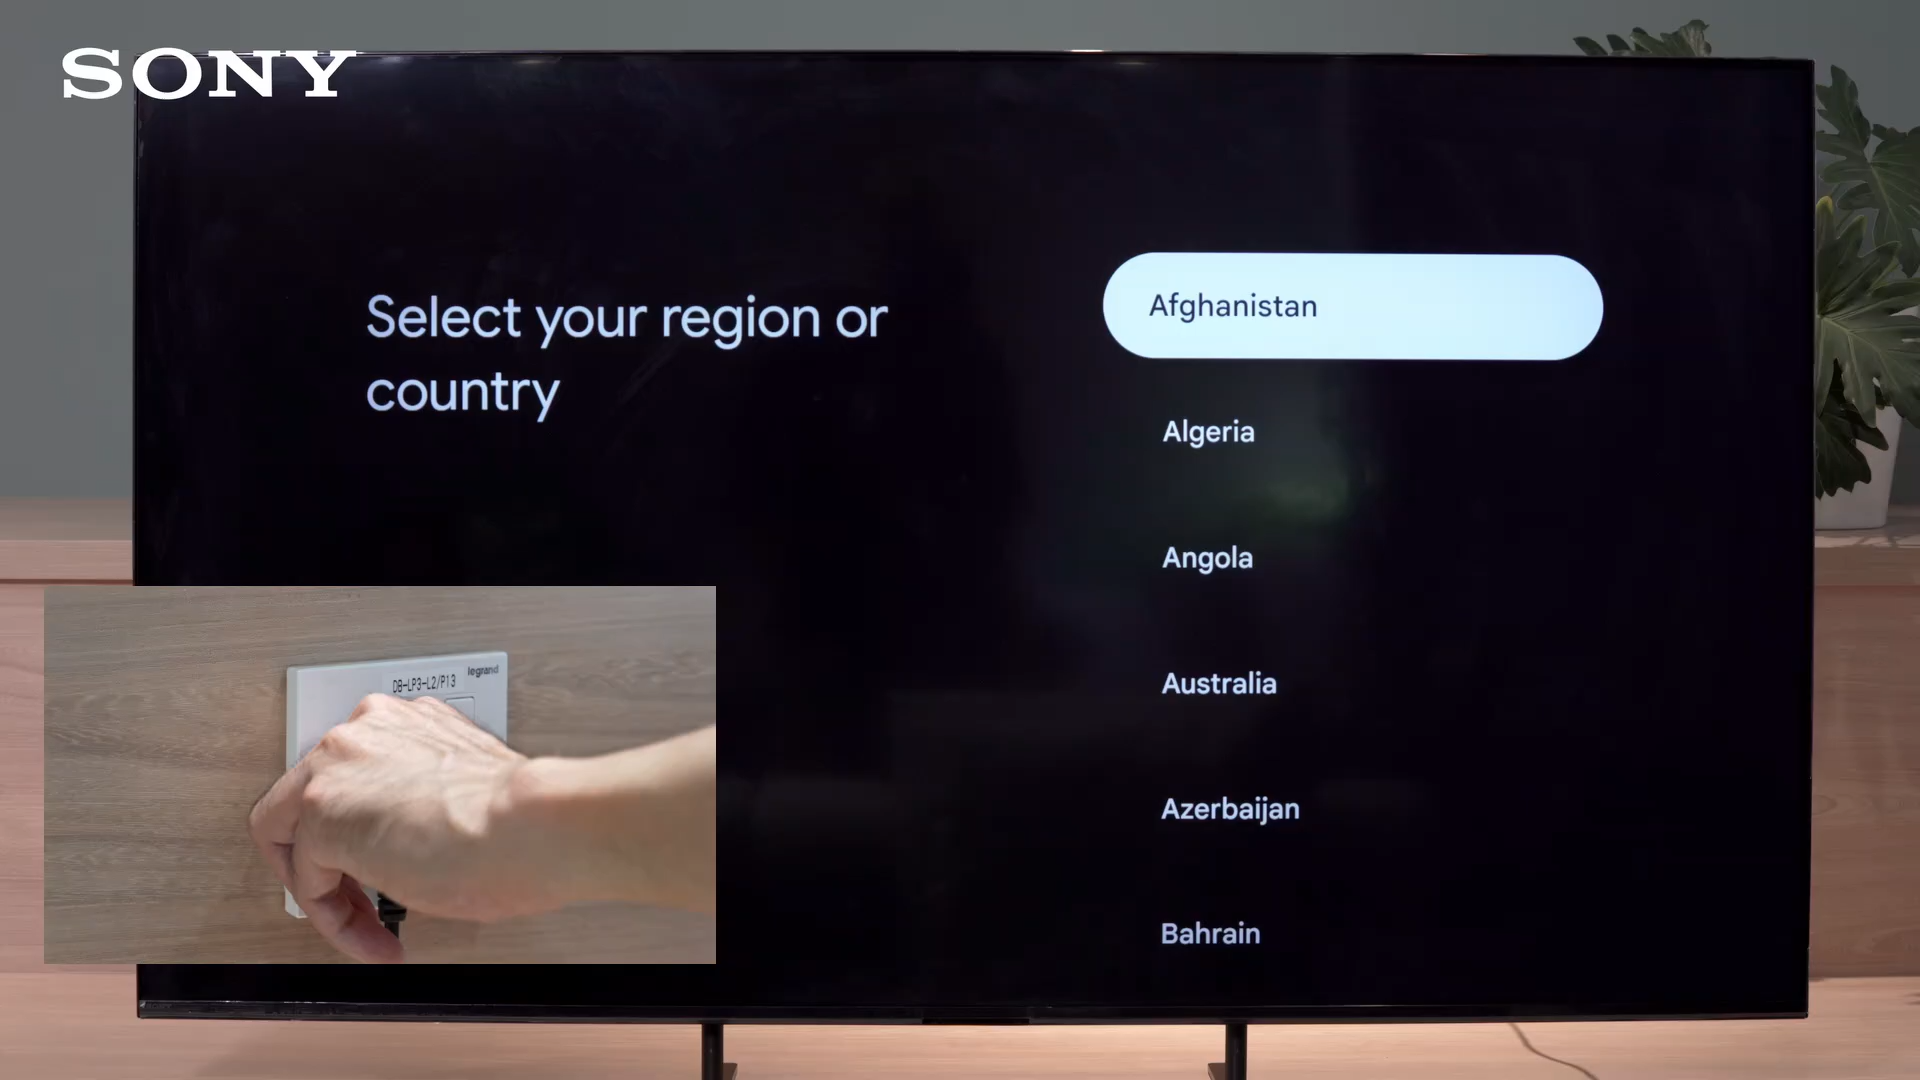 SONY
Select your region or
country
Afghanistan
Algeria
Angola
Australia
Azerbaijan
Bahrain
legrand
DB-LP3-L2/P13